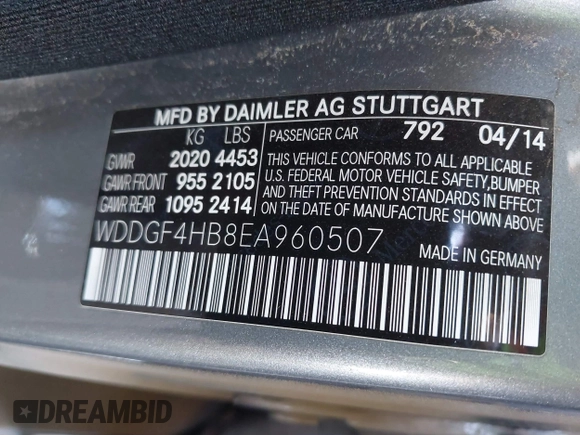 MFD BY DAIMLER AG STUTTGART
KG LBS PASSENGER CAR 792 04/14
GVWR 2020 4453
GAWR FRONT 955 2105
GAWR REAR 1095 2414
THIS VEHICLE CONFORMS TO ALL APPLICABLE
U.S. FEDERAL MOTOR VEHICLE SAFETY, BUMPER
AND THEFT PREVENTION STANDARDS IN EFFECT
ON THE DATE OF MANUFACTURE SHOWN ABOVE
WDDGF4HB8EA960507
MADE IN GERMANY
DREAMBID